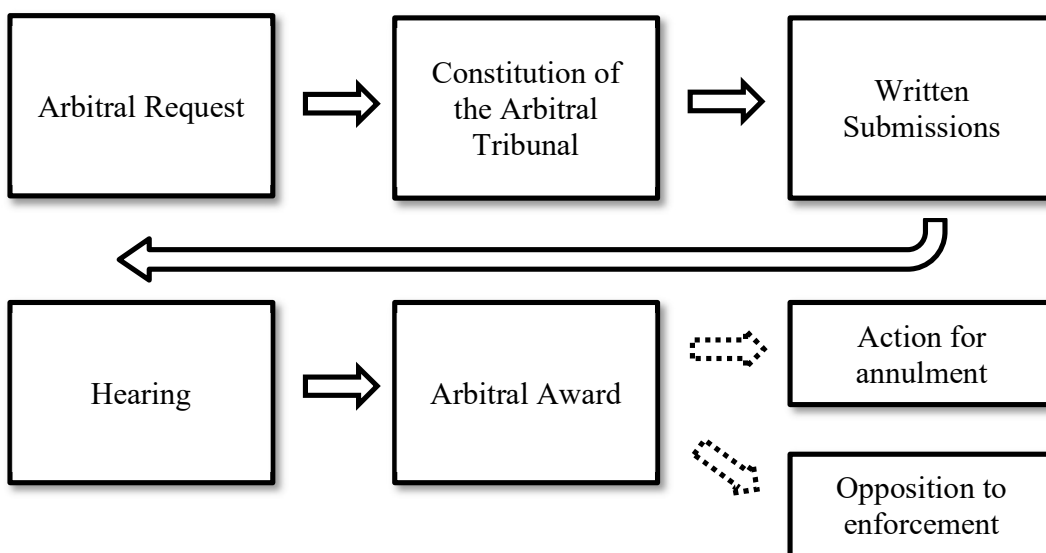 Arbitral Request
Constitution of
the Arbitral
Tribunal
Written
Submissions
Hearing
Arbitral Award
Action for
annulment
Opposition to
enforcement